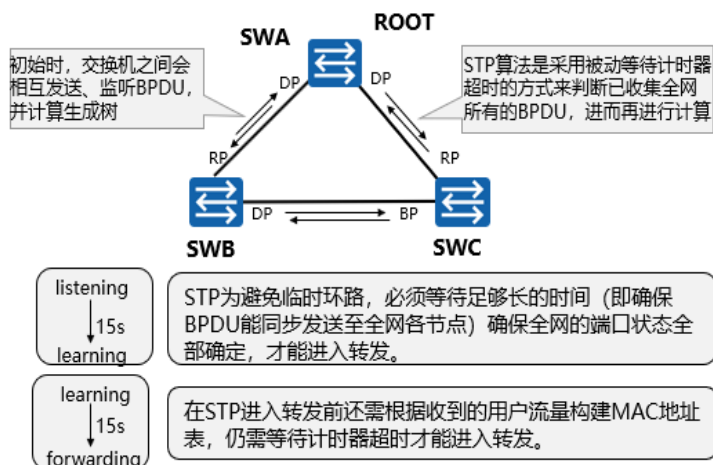 SWA
ROOT
初始时，交换机之间会
相互发送、监听BPDU，
并计算生成树
DP
DP
STP算法是采用被动等待计时器
超时的方式来判断已收集全网
所有的BPDU，进而再进行计算
RP
RP
DP
BP
SWB
SWC
listening
15s
learning
STP为避免临时环路，必须等待足够长的时间（即确保
BPDU能同步发送至全网各节点）确保全网的端口状态全
部确定，才能进入转发。
learning
15s
forwarding
在STP进入转发前还需根据收到的用户流量构建MAC地址
表，仍需等待计时器超时才能进入转发。